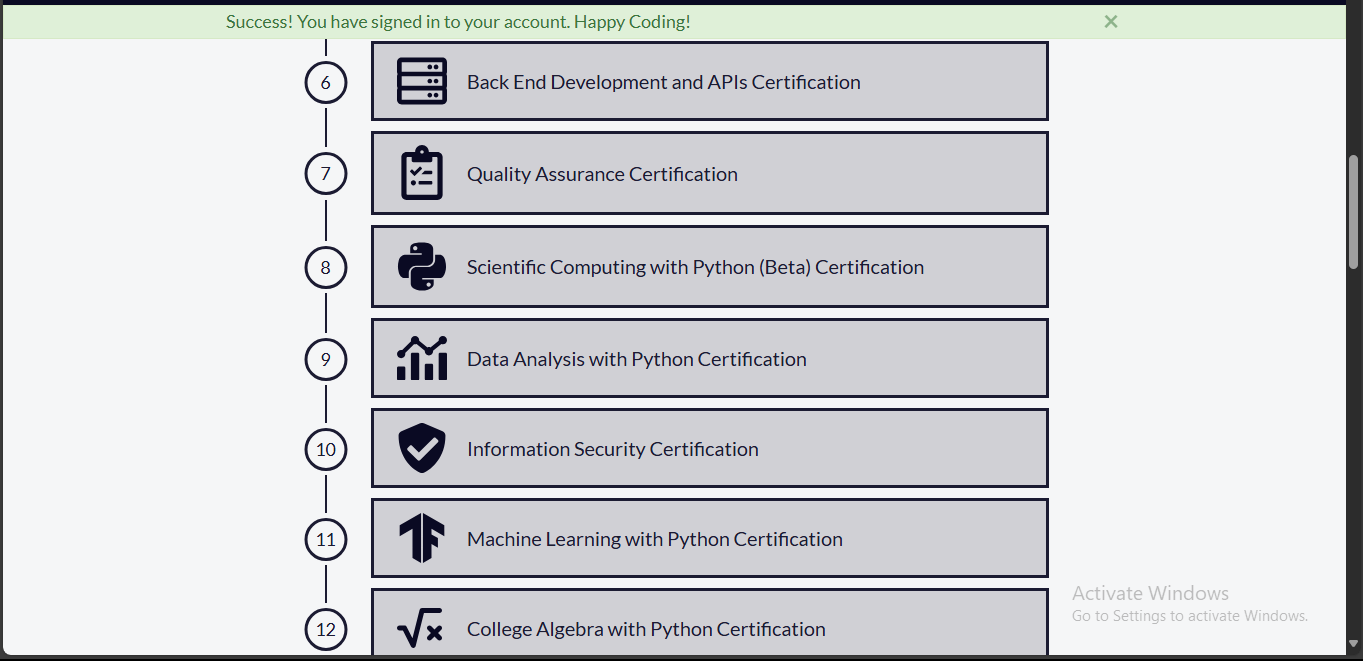 Success! You have signed in to your account. Happy Coding!
6
Back End Development and APIs Certification
7
Quality Assurance Certification
8
Scientific Computing with Python (Beta) Certification
9
Data Analysis with Python Certification
10
Information Security Certification
11
Machine Learning with Python Certification
12
College Algebra with Python Certification
Activate Windows
Go to Settings to activate Windows.